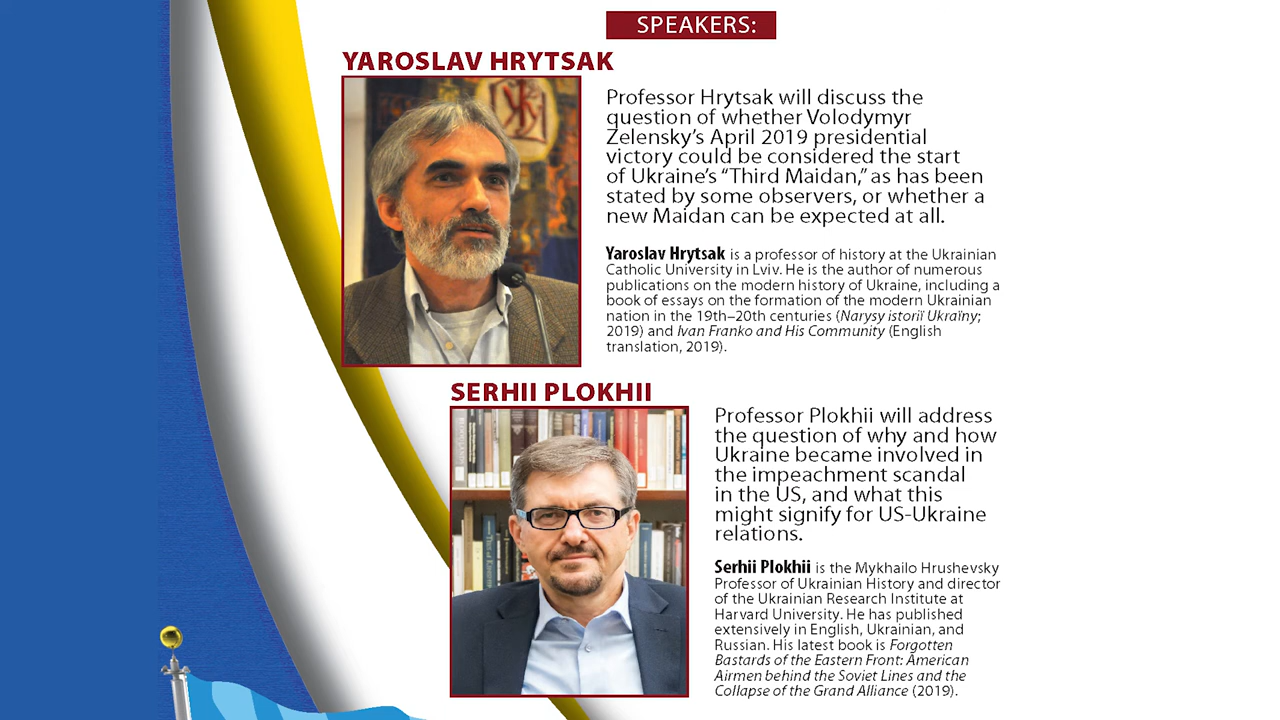 SPEAKERS:
YAROSLAV HRYTSAK
Professor Hrytsak will discuss the
question of whether Volodymyr
Zelensky's April 2019 presidential
victory could be considered the start
of Ukraine's “Third Maidan,” as has been
stated by some observers, or whether a
new Maidan can be expected at all.
Yaroslav Hrytsak is a professor of history at the Ukrainian
Catholic University in Lviv. He is the author of numerous
publications on the modern history of Ukraine, including a
book of essays on the formation of the modern Ukrainian
nation in the 19th–20th centuries (Narysy istoriï Ukraïny;
2019) and Ivan Franko and His Community (English
translation, 2019).
SERHII PLOKHII
Professor Plokhii will address
the question of why and how
Ukraine became involved in
the impeachment scandal
in the US, and what this
might signify for US-Ukraine
relations.
Serhii Plokhii is the Mykhailo Hrushevsky
Professor of Ukrainian History and director
of the Ukrainian Research Institute at
Harvard University. He has published
extensively in English, Ukrainian, and
Russian. His latest book is Forgotten
Bastards of the Eastern Front: American
Airmen behind the Soviet Lines and the
Collapse of the Grand Alliance (2019).